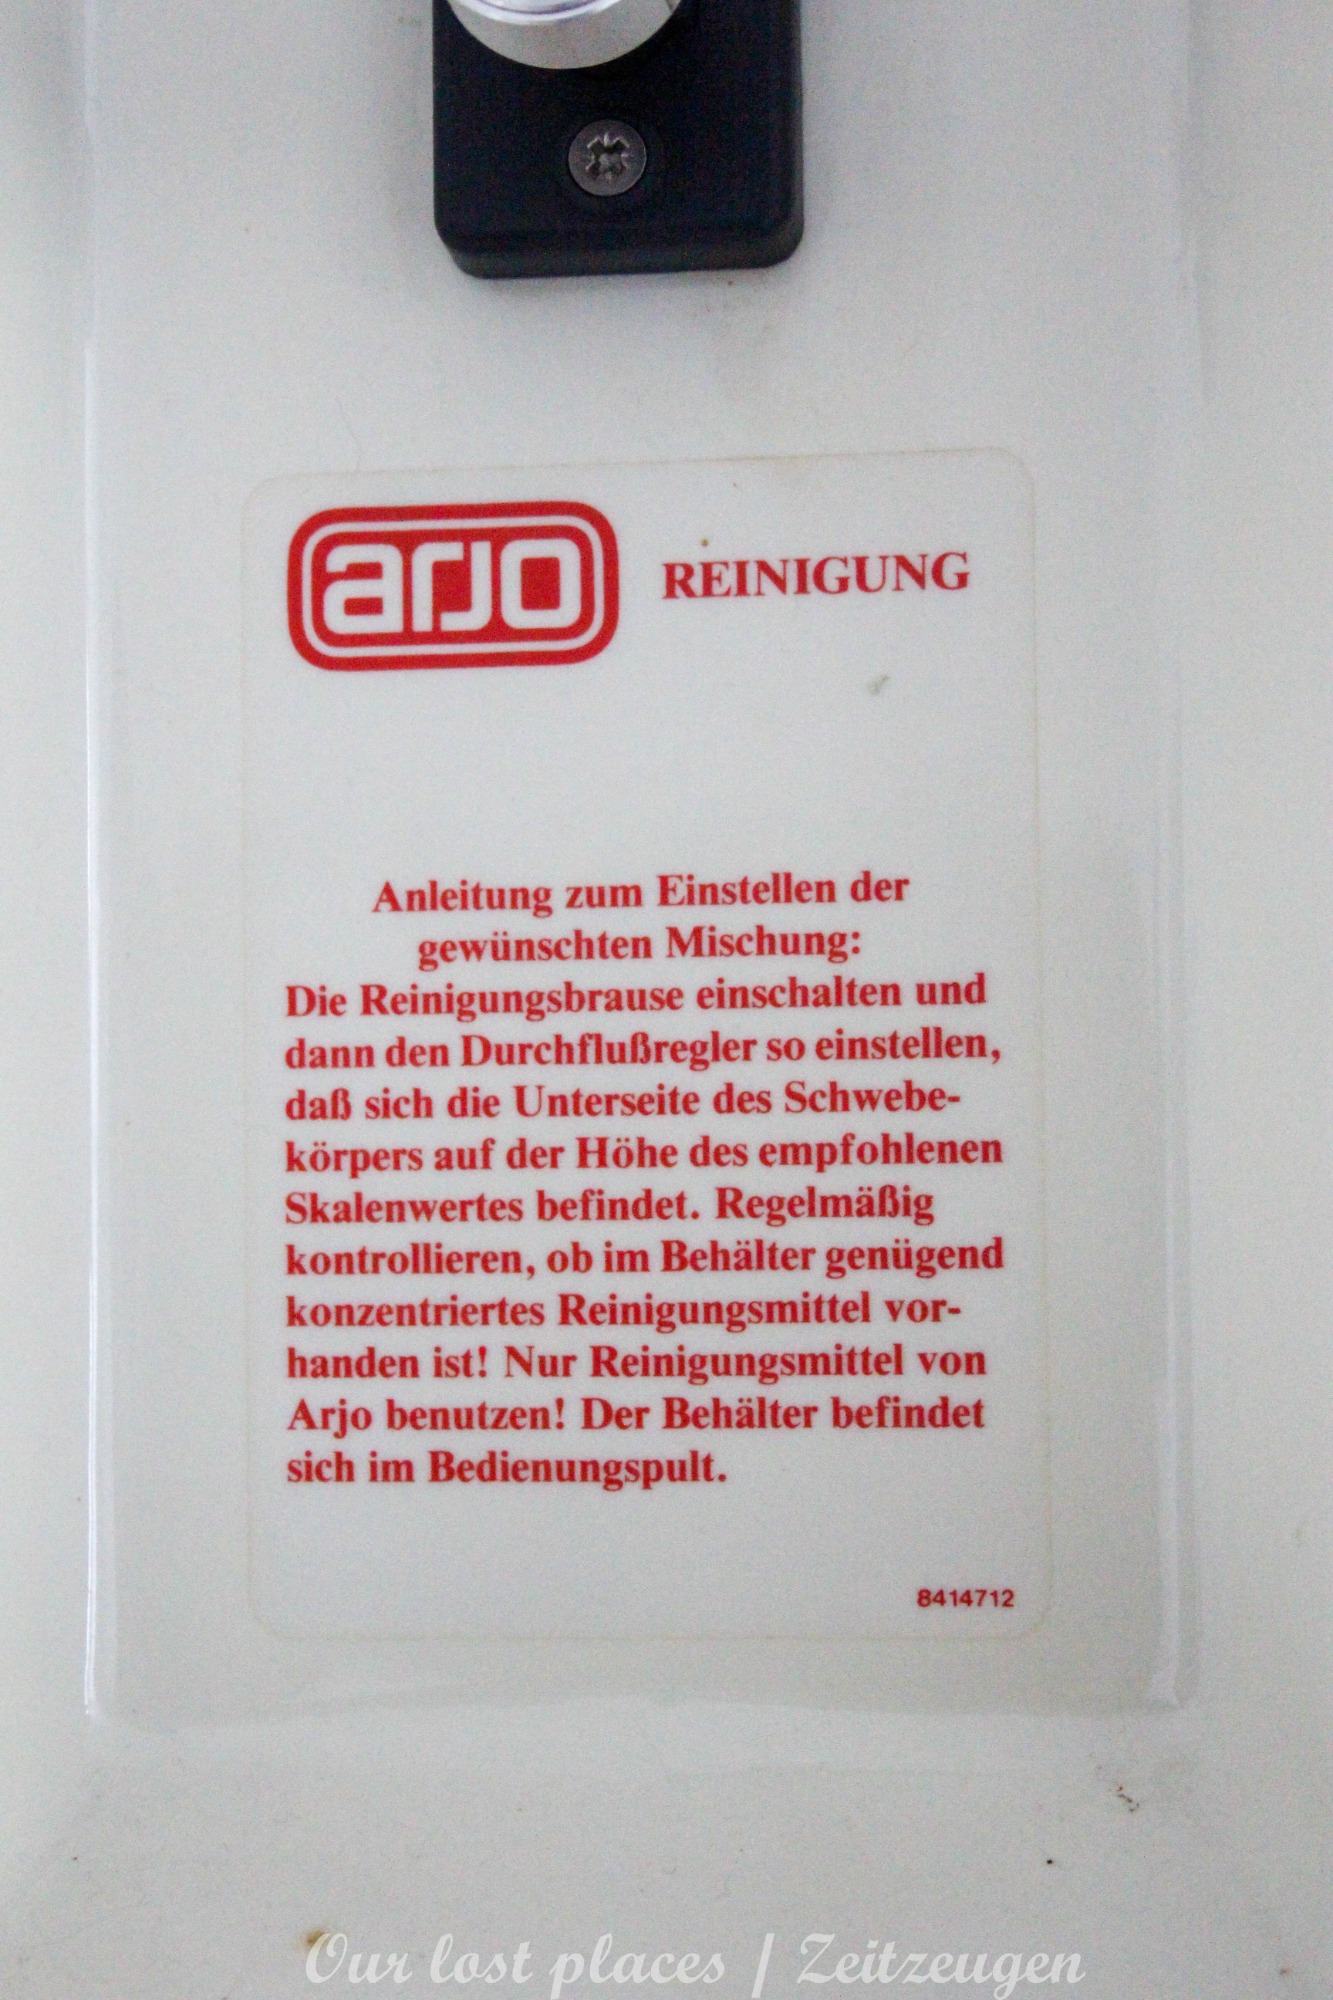 arjo REINIGUNG
Anleitung zum Einstellen der
gewünschten Mischung:
Die Reinigungsbrause einschalten und
dann den Durchflußregler so einstellen,
daß sich die Unterseite des Schwebe-
körpers auf der Höhe des empfohlenen
Skalenwertes befindet. Regelmäßig
kontrollieren, ob im Behälter genügend
konzentriertes Reinigungsmittel vor-
handen ist! Nur Reinigungsmittel von
Arjo benutzen! Der Behälter befindet
sich im Bedienungspult.
8414712
Our lost places | Zeitzeugen